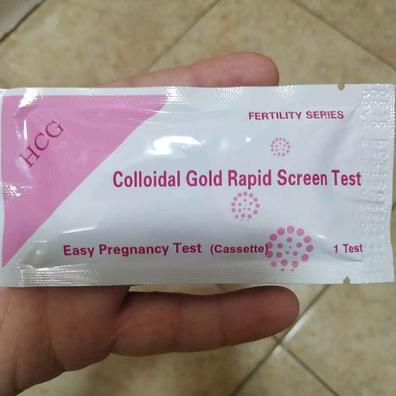 HCG
FERTILITY SERIES
Colloidal Gold Rapid Screen Test
Easy Pregnancy Test (Cassette) 1 Test